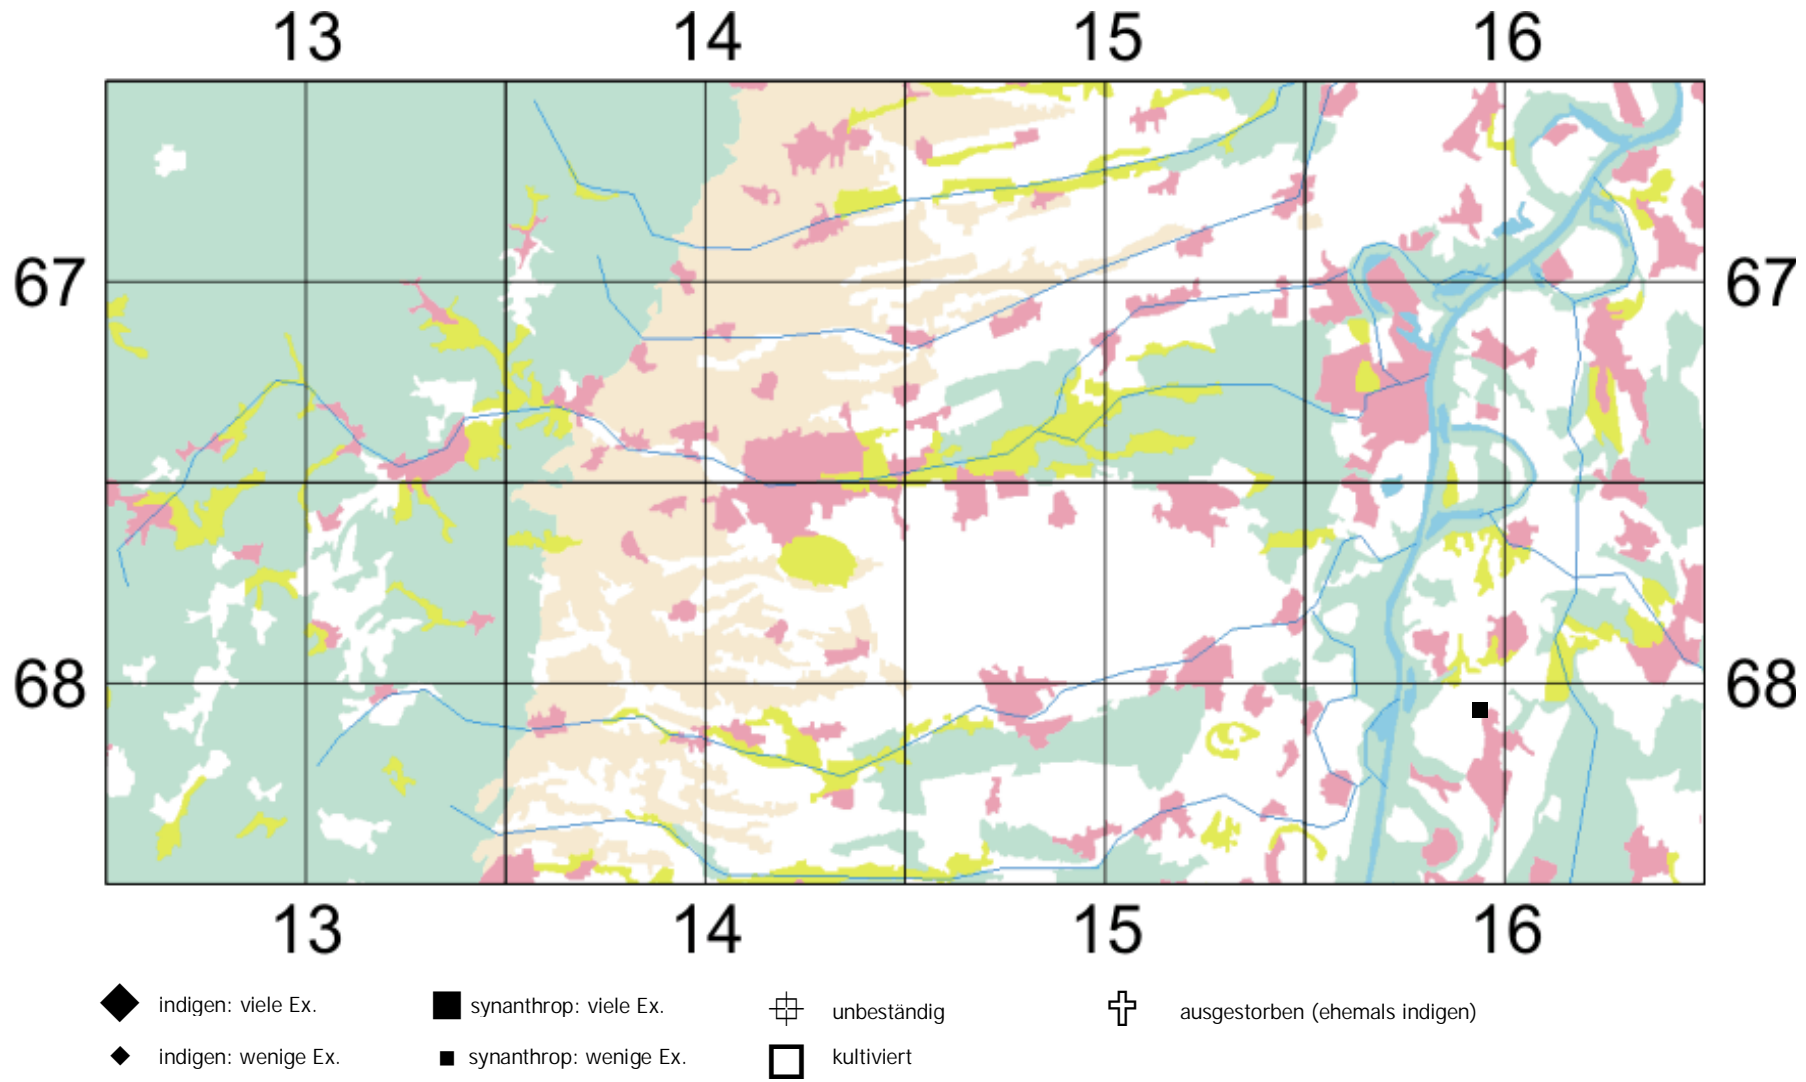 13 14 15 16
67 67
68 68
13 14 15 16
indigen: viele Ex. synanthrop: viele Ex. unbeständig ausgestorben (ehemals indigen)
indigen: wenige Ex. synanthrop: wenige Ex. kultiviert